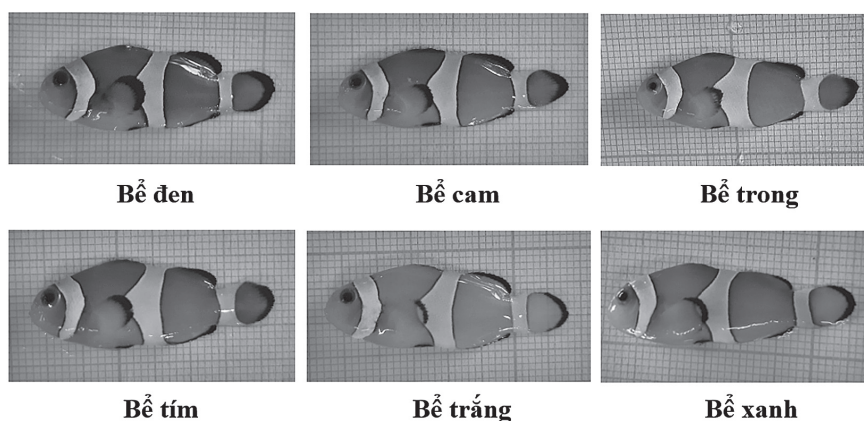 Bể đen
Bể cam
Bể trong
Bể tím
Bể trắng
Bể xanh